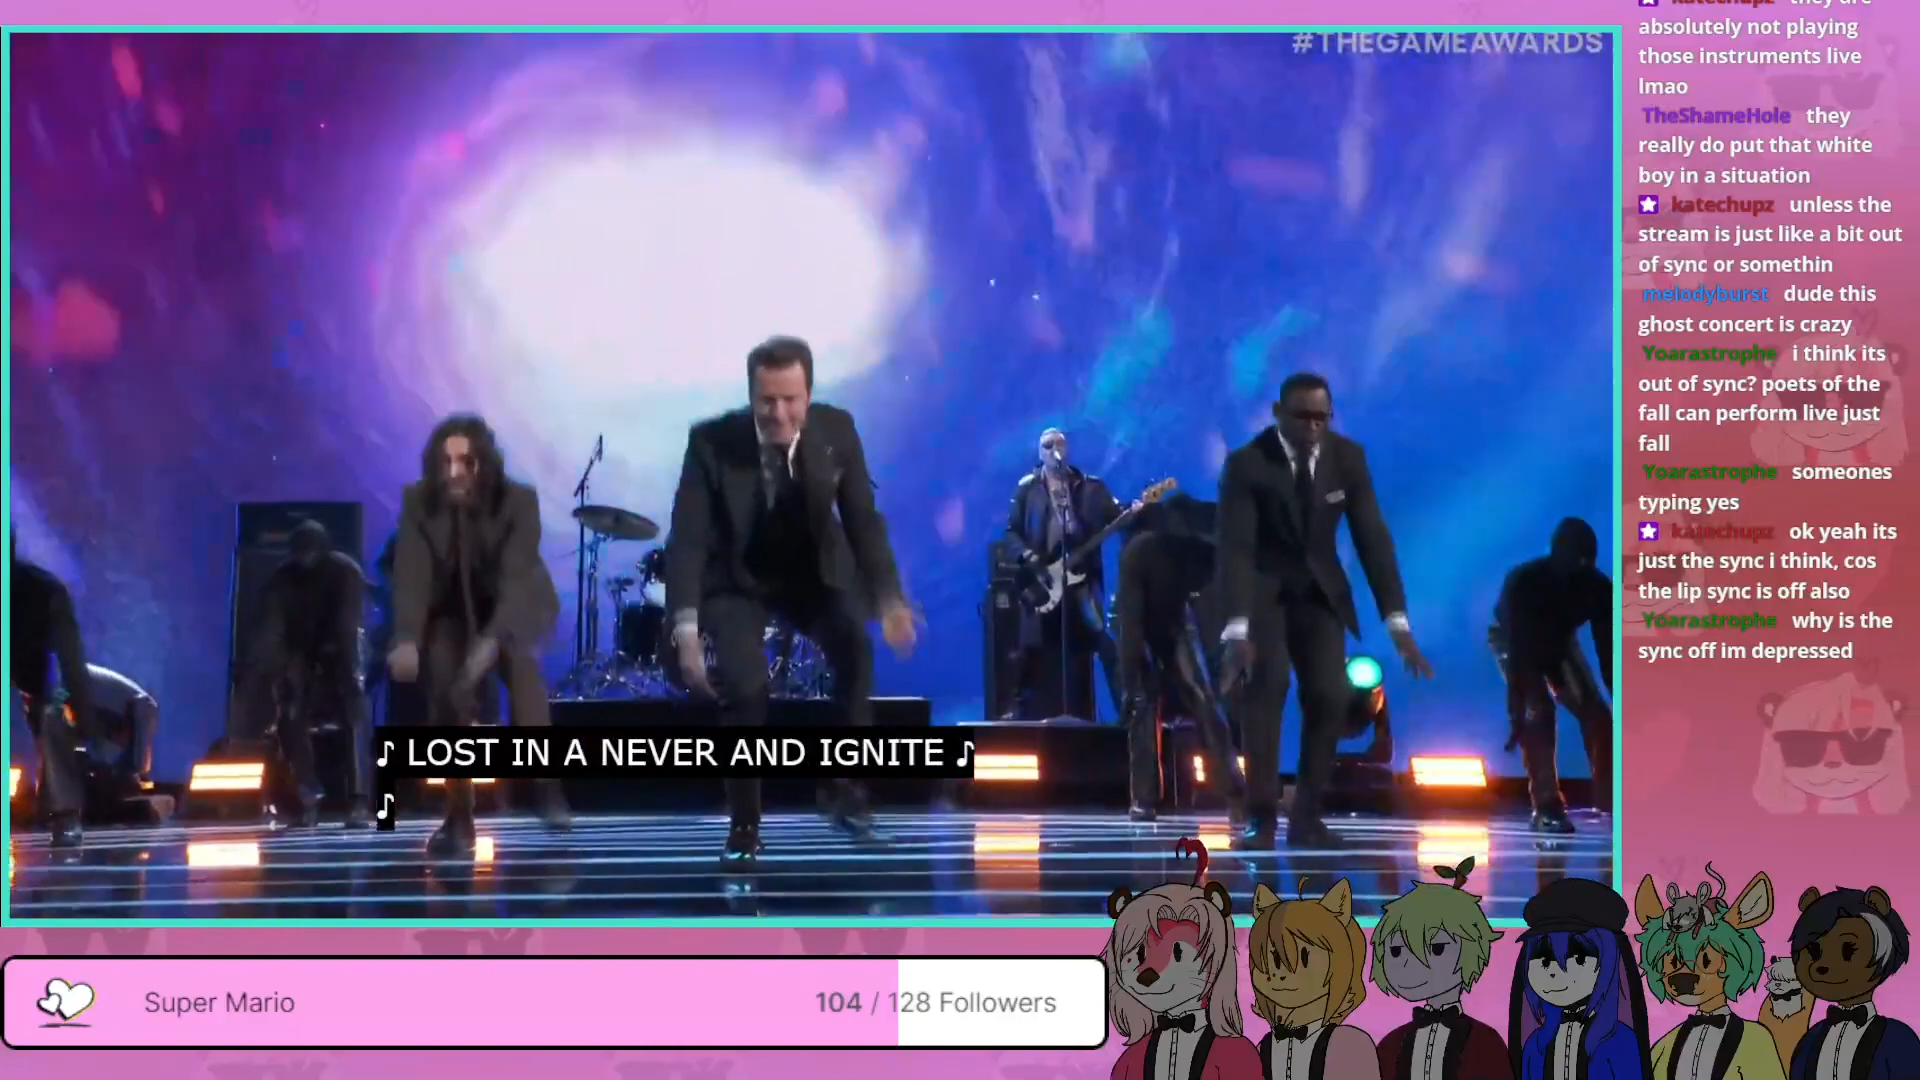 #THEGAMEAWARDS
♪ LOST IN A NEVER AND IGNITE ♪
♪
katechupz they are
absolutely not playing
those instruments live
lmao
TheShameHole they
really do put that white
boy in a situation
katechupz unless the
stream is just like a bit out
of sync or somethin
melodyburst dude this
ghost concert is crazy
Yoarastrophe i think its
out of sync? poets of the
fall can perform live just
fall
Yoarastrophe someones
typing yes
katechupz ok yeah its
just the sync i think, cos
the lip sync is off also
Yoarastrophe why is the
sync off im depressed
Super Mario
104 / 128 Followers